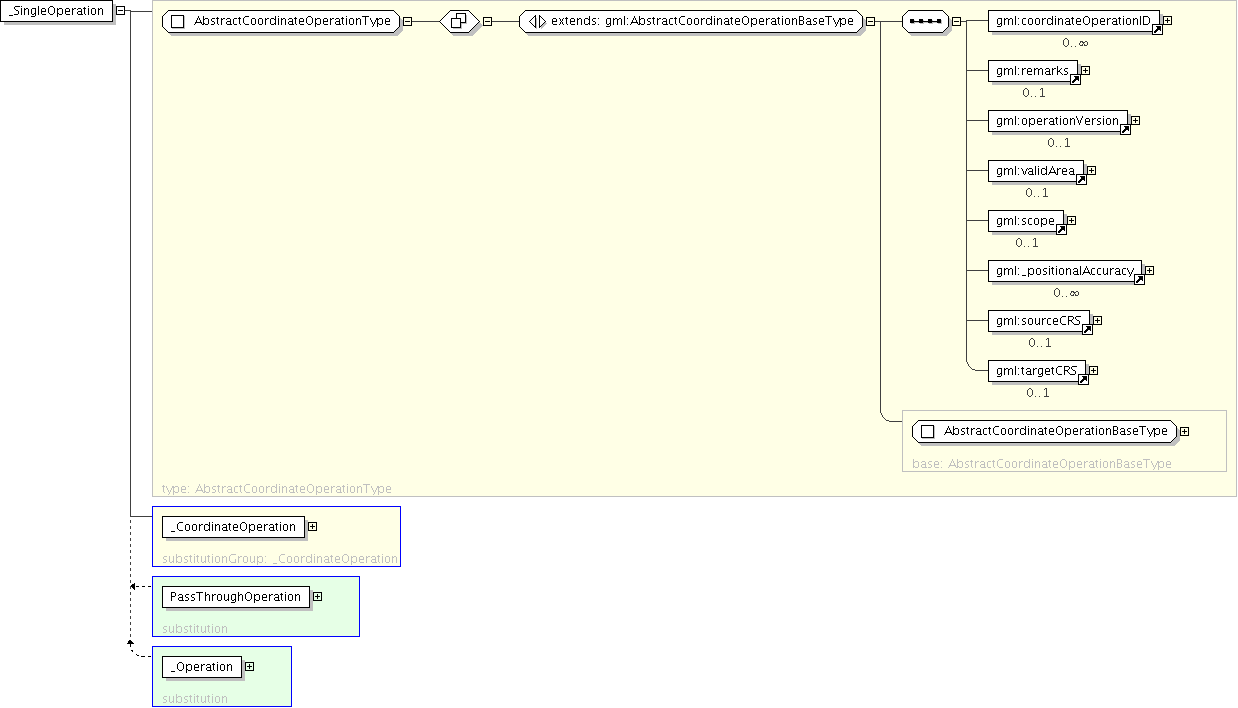 _SingleOperation
AbstractCoordinateOperationType
extends: gml:AbstractCoordinateOperationBaseType
gml:coordinateOperationID
0..∞
gml:remarks
0..1
gml:operationVersion
0..1
gml:validArea
0..1
gml:scope
0..1
gml:_positionalAccuracy
0..∞
gml:sourceCRS
0..1
gml:targetCRS
0..1
AbstractCoordinateOperationBaseType
base: AbstractCoordinateOperationBaseType
type: AbstractCoordinateOperationType
_CoordinateOperation
substitutionGroup: _CoordinateOperation
PassThroughOperation
substitution
_Operation
substitution